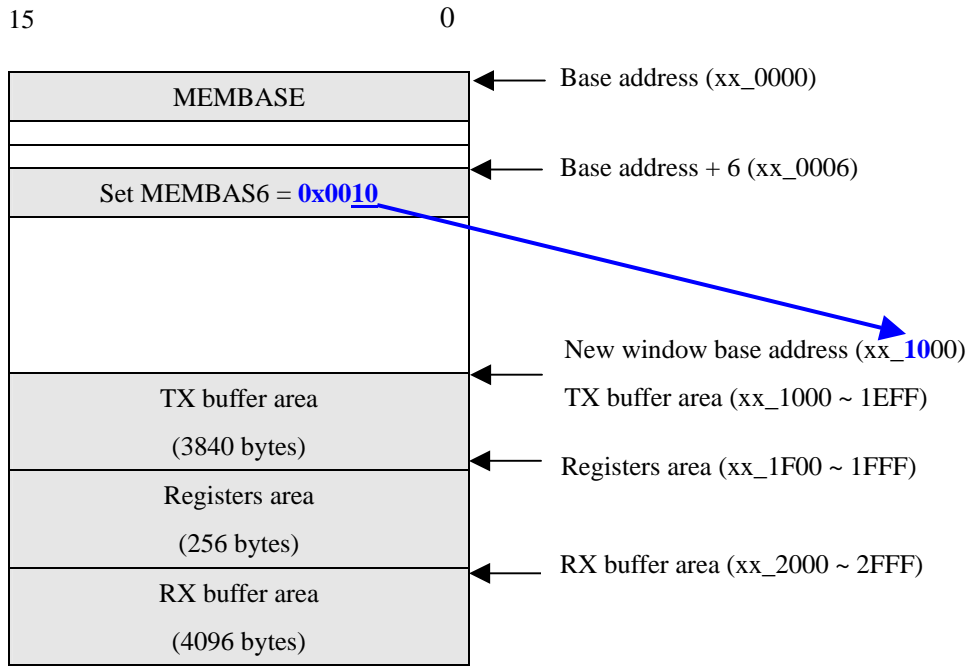 15 0
MEMBASE
Base address (xx_0000)
Base address + 6 (xx_0006)
Set MEMBAS6 = 0x0010
New window base address (xx_1000)
TX buffer area
(3840 bytes)
TX buffer area (xx_1000 ~ 1EFF)
Registers area (xx_1F00 ~ 1FFF)
Registers area
(256 bytes)
RX buffer area (xx_2000 ~ 2FFF)
RX buffer area
(4096 bytes)